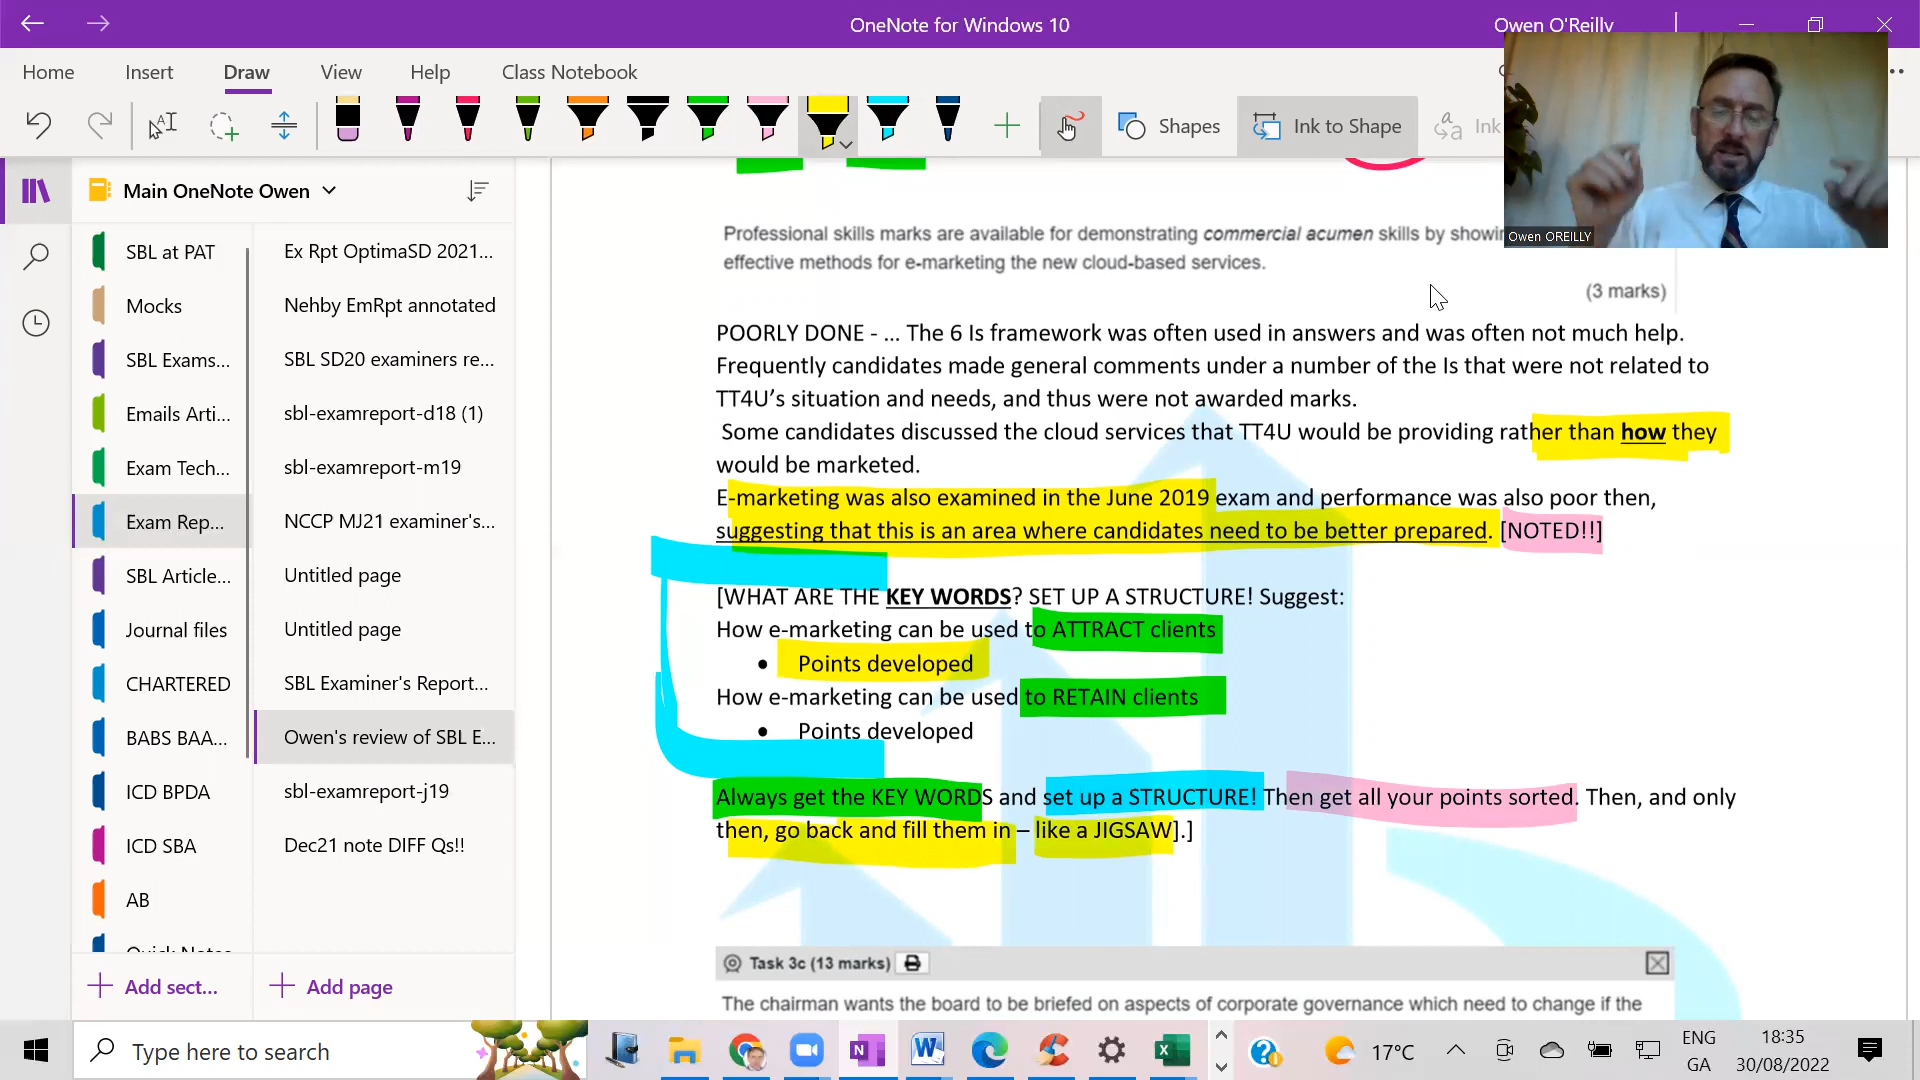 OneNote for Windows 10
Owen O'Reilly
Home
Insert
Draw
View
Help
Class Notebook
Shapes
Ink to Shape
Ink
Main OneNote Owen
SBL at PAT
Mocks
SBL Exams...
Emails Arti...
Exam Tech...
Exam Rep...
SBL Article...
Journal files
CHARTERED
BABS BAA...
ICD BPDA
ICD SBA
AB
Quick Notes
Add sect...
Ex Rpt OptimaSD 2021...
Nehby EmRpt annotated
SBL SD20 examiners re...
sbl-examreport-d18 (1)
sbl-examreport-m19
NCCP MJ21 examiner's...
Untitled page
Untitled page
SBL Examiner's Report...
Owen's review of SBL E...
sbl-examreport-j19
Dec21 note DIFF Qs!!
Add page
Owen OREILLY
Professional skills marks are available for demonstrating commercial acumen skills by showin
effective methods for e-marketing the new cloud-based services.
(3 marks)
POORLY DONE - ... The 6 Is framework was often used in answers and was often not much help.
Frequently candidates made general comments under a number of the Is that were not related to
TT4U’s situation and needs, and thus were not awarded marks.
Some candidates discussed the cloud services that TT4U would be providing rather than how they
would be marketed.
E-marketing was also examined in the June 2019 exam and performance was also poor then,
suggesting that this is an area where candidates need to be better prepared. [NOTED!!]
[WHAT ARE THE KEY WORDS? SET UP A STRUCTURE! Suggest:
How e-marketing can be used to ATTRACT clients
• Points developed
How e-marketing can be used to RETAIN clients
• Points developed
Always get the KEY WORDS and set up a STRUCTURE! Then get all your points sorted. Then, and only
then, go back and fill them in – like a JIGSAW].]
Task 3c (13 marks)
The chairman wants the board to be briefed on aspects of corporate governance which need to change if the
Type here to search
17°C
ENG
GA
18:35
30/08/2022